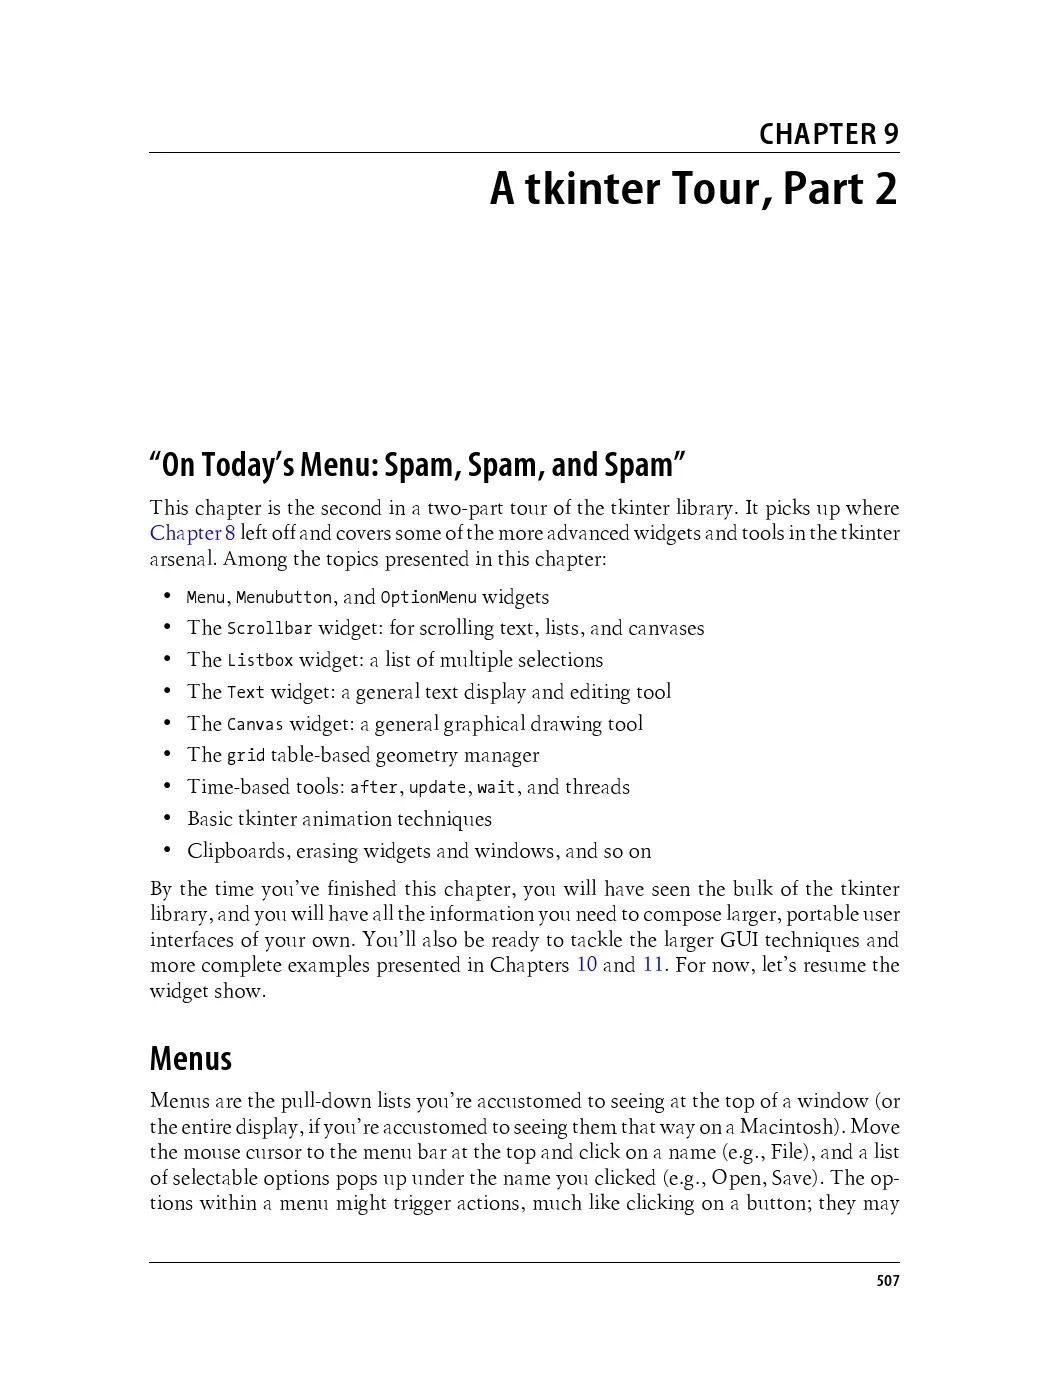 CHAPTER 9
A tkinter Tour, Part 2
“On Today’s Menu: Spam, Spam, and Spam”
This chapter is the second in a two-part tour of the tkinter library. It picks up where
Chapter 8 left off and covers some of the more advanced widgets and tools in the tkinter
arsenal. Among the topics presented in this chapter:
• Menu, Menubutton, and OptionMenu widgets
• The Scrollbar widget: for scrolling text, lists, and canvases
• The Listbox widget: a list of multiple selections
• The Text widget: a general text display and editing tool
• The Canvas widget: a general graphical drawing tool
• The grid table-based geometry manager
• Time-based tools: after, update, wait, and threads
• Basic tkinter animation techniques
• Clipboards, erasing widgets and windows, and so on
By the time you’ve finished this chapter, you will have seen the bulk of the tkinter
library, and you will have all the information you need to compose larger, portable user
interfaces of your own. You’ll also be ready to tackle the larger GUI techniques and
more complete examples presented in Chapters 10 and 11. For now, let’s resume the
widget show.
Menus
Menus are the pull-down lists you’re accustomed to seeing at the top of a window (or
the entire display, if you’re accustomed to seeing them that way on a Macintosh). Move
the mouse cursor to the menu bar at the top and click on a name (e.g., File), and a list
of selectable options pops up under the name you clicked (e.g., Open, Save). The op-
tions within a menu might trigger actions, much like clicking on a button; they may
507